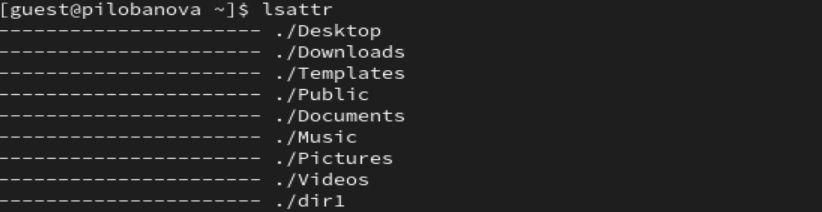 [guest@pilobanova ~]$ lsattr
---------------------- ./Desktop
---------------------- ./Downloads
---------------------- ./Templates
---------------------- ./Public
---------------------- ./Documents
---------------------- ./Music
---------------------- ./Pictures
---------------------- ./Videos
---------------------- ./dir1